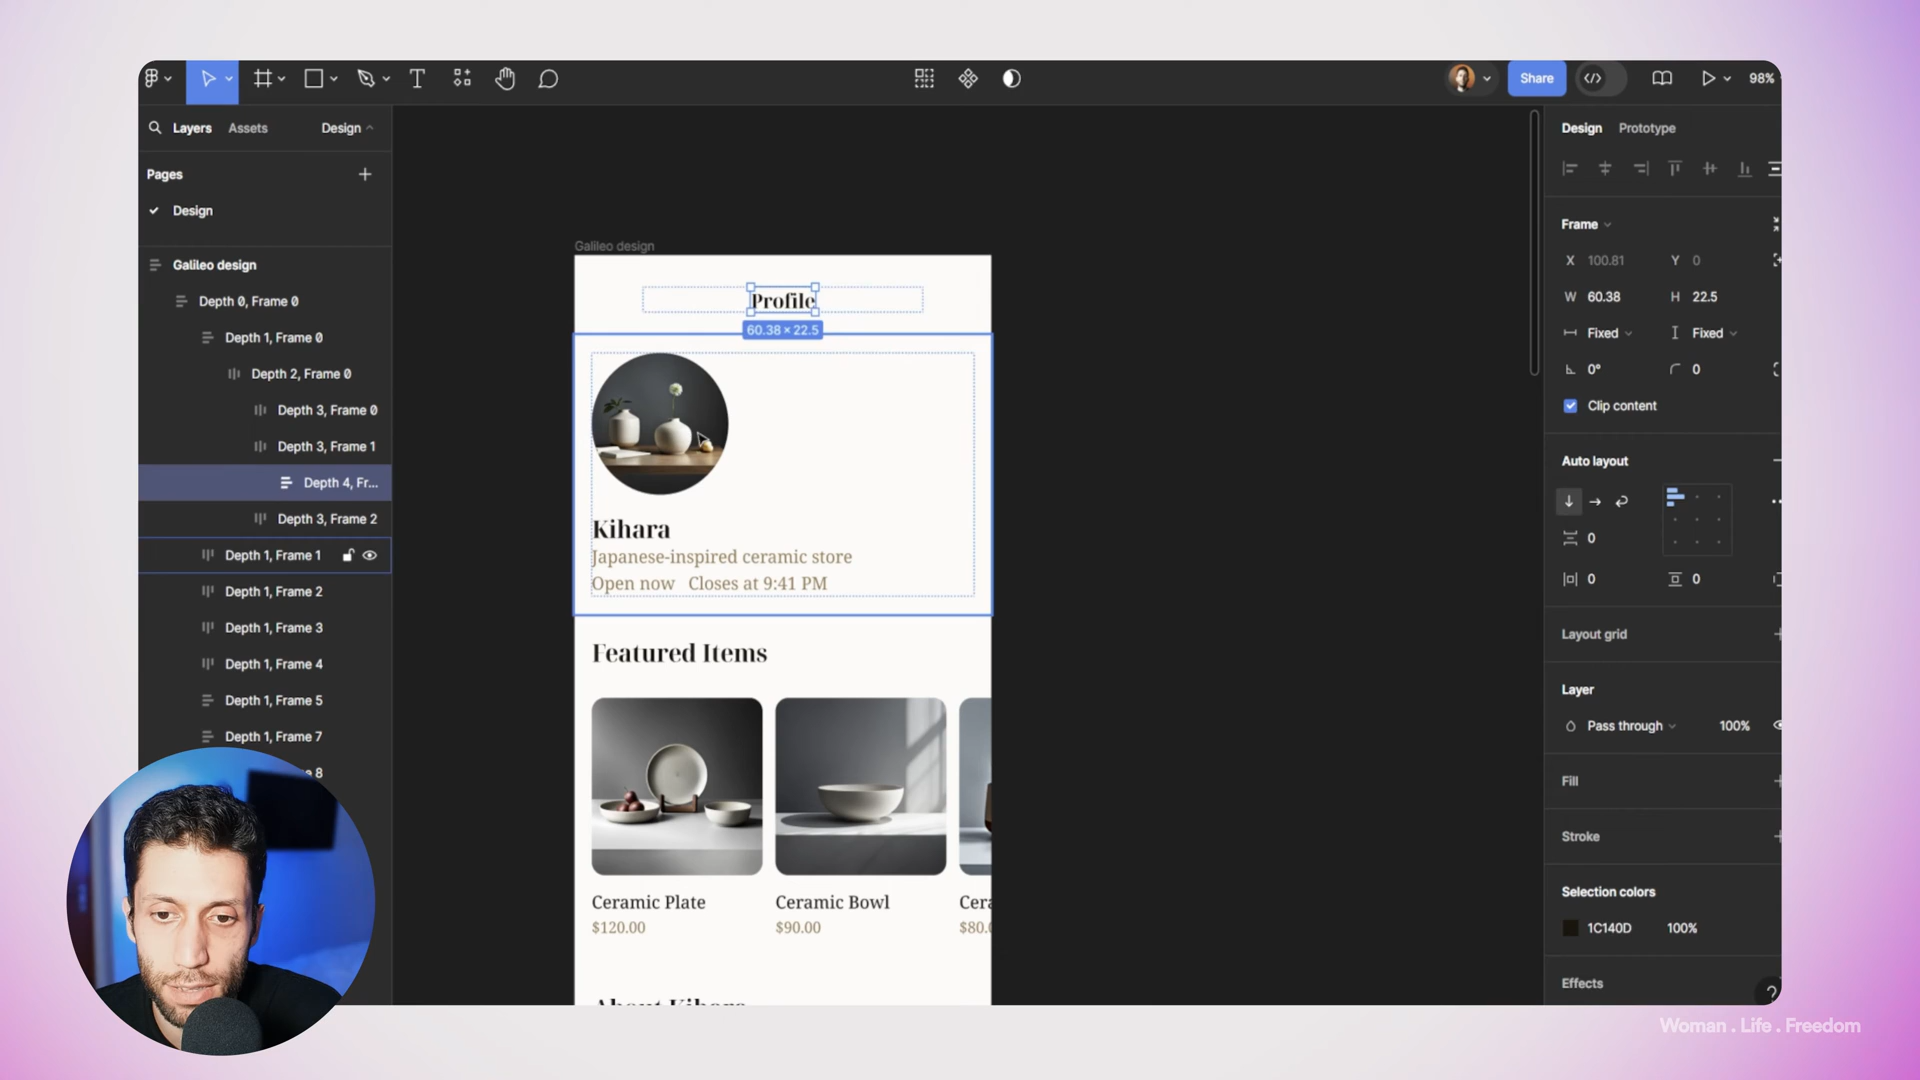 Share
98%
Layers
Assets
Design
Pages
Design
Galileo design
Depth 0, Frame 0
Depth 1, Frame 0
Depth 2, Frame 0
Depth 3, Frame 0
Depth 3, Frame 1
Depth 4, Fr...
Depth 3, Frame 2
Depth 1, Frame 1
Depth 1, Frame 2
Depth 1, Frame 3
Depth 1, Frame 4
Depth 1, Frame 5
Depth 1, Frame 7
8
Galileo design
Profile
60.38 × 22.5
Kihara
Japanese-inspired ceramic store
Open now Closes at 9:41 PM
Featured Items
Ceramic Plate
$120.00
Ceramic Bowl
$90.00
About Kihara
Design
Prototype
Frame
X 100.81 Y 0
W 60.38 H 22.5
Fixed Fixed
0° 0
Clip content
Auto layout
0
0 0
Layout grid
Layer
Pass through 100%
Fill
Stroke
Selection colors
1C140D 100%
Effects
?
Woman . Life . Freedom